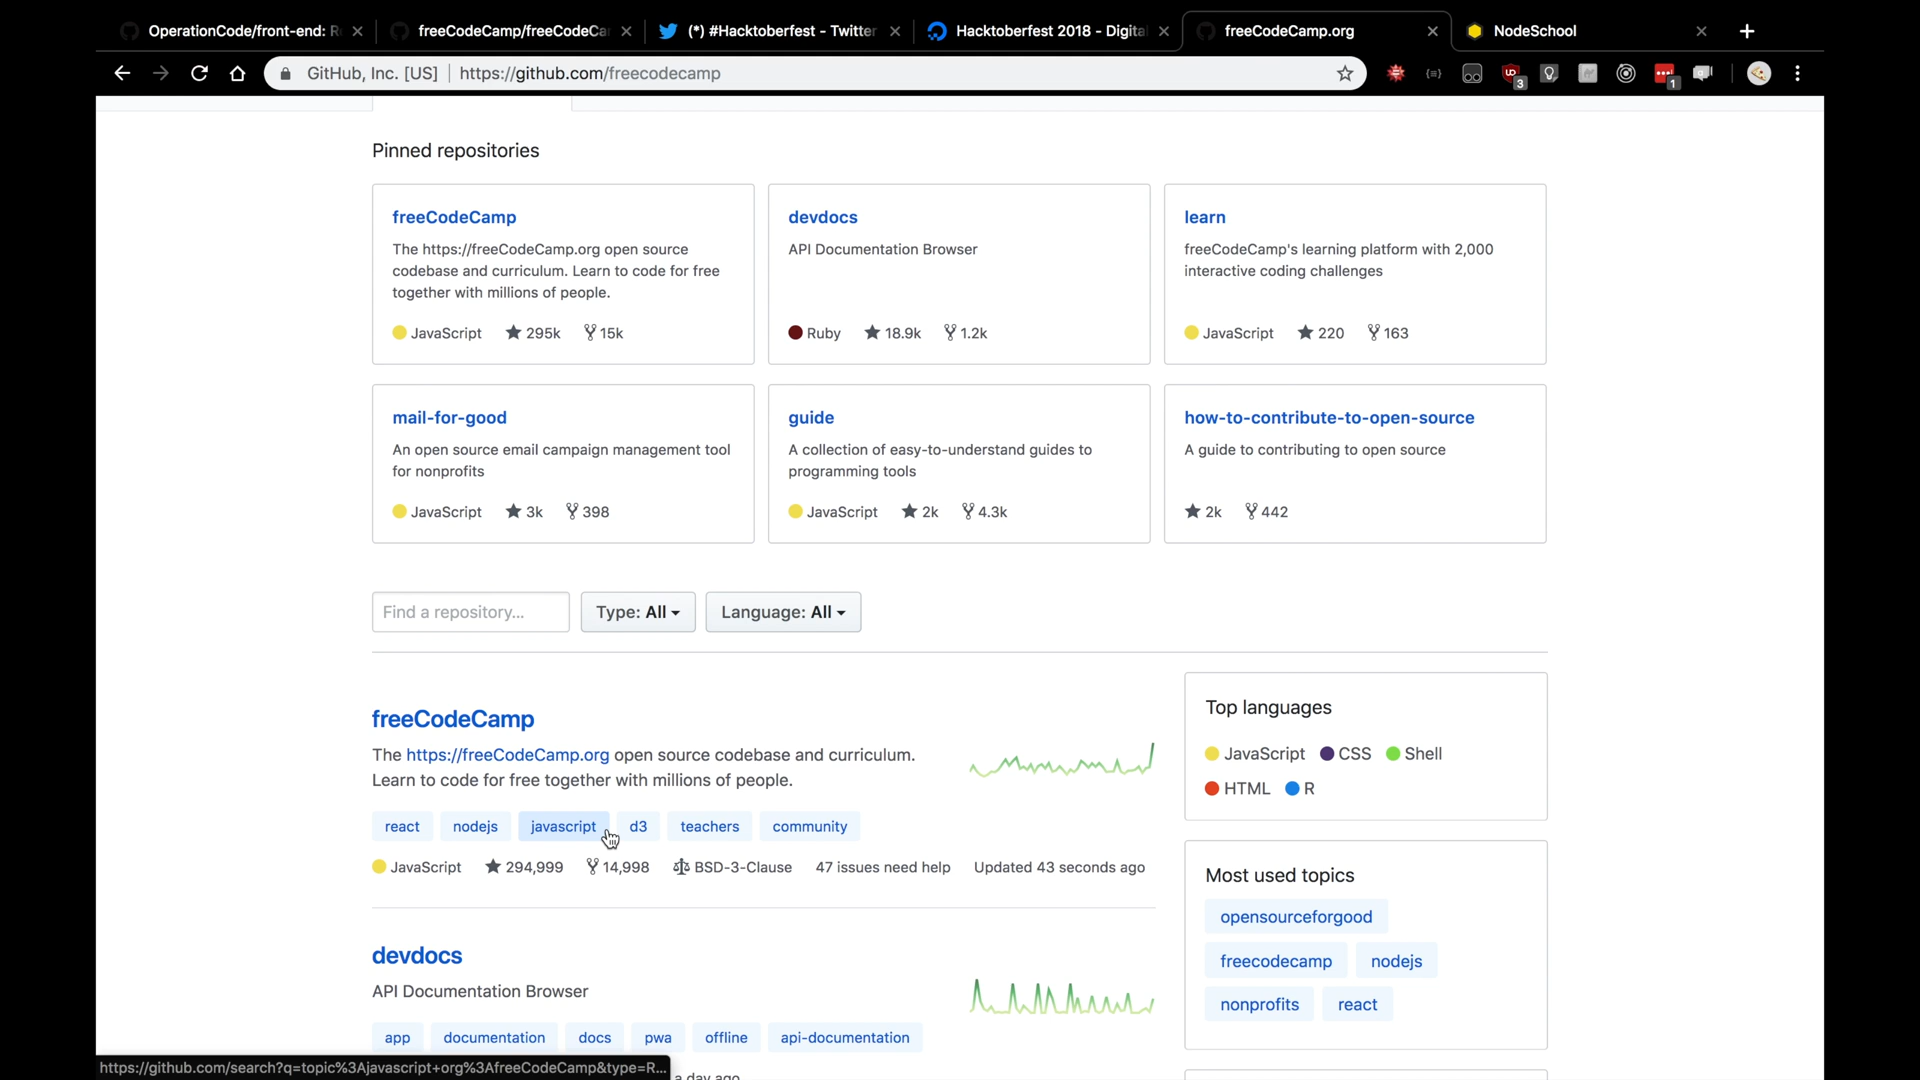 OperationCode/front-end: R
freeCodeCamp/freeCodeCa
(*) #Hacktoberfest - Twitter
Hacktoberfest 2018 - Digita
freeCodeCamp.org
NodeSchool
GitHub, Inc. [US] https://github.com/freecodecamp
3
1
Pinned repositories
freeCodeCamp
The https://freeCodeCamp.org open source
codebase and curriculum. Learn to code for free
together with millions of people.
JavaScript 295k 15k
devdocs
API Documentation Browser
Ruby 18.9k 1.2k
learn
freeCodeCamp's learning platform with 2,000
interactive coding challenges
JavaScript 220 163
mail-for-good
An open source email campaign management tool
for nonprofits
JavaScript 3k 398
guide
A collection of easy-to-understand guides to
programming tools
JavaScript 2k 4.3k
how-to-contribute-to-open-source
A guide to contributing to open source
2k 442
Find a repository... Type: All Language: All
freeCodeCamp
The https://freeCodeCamp.org open source codebase and curriculum.
Learn to code for free together with millions of people.
react nodejs javascript d3 teachers community
JavaScript 294,999 14,998 BSD-3-Clause 47 issues need help Updated 43 seconds ago
devdocs
API Documentation Browser
app documentation docs pwa offline api-documentation
a day ago
Top languages
JavaScript CSS Shell
HTML R
Most used topics
opensourceforgood
freecodecamp nodejs
nonprofits react
https://github.com/search?q=topic%3Ajavascript+org%3AfreeCodeCamp&type=R...